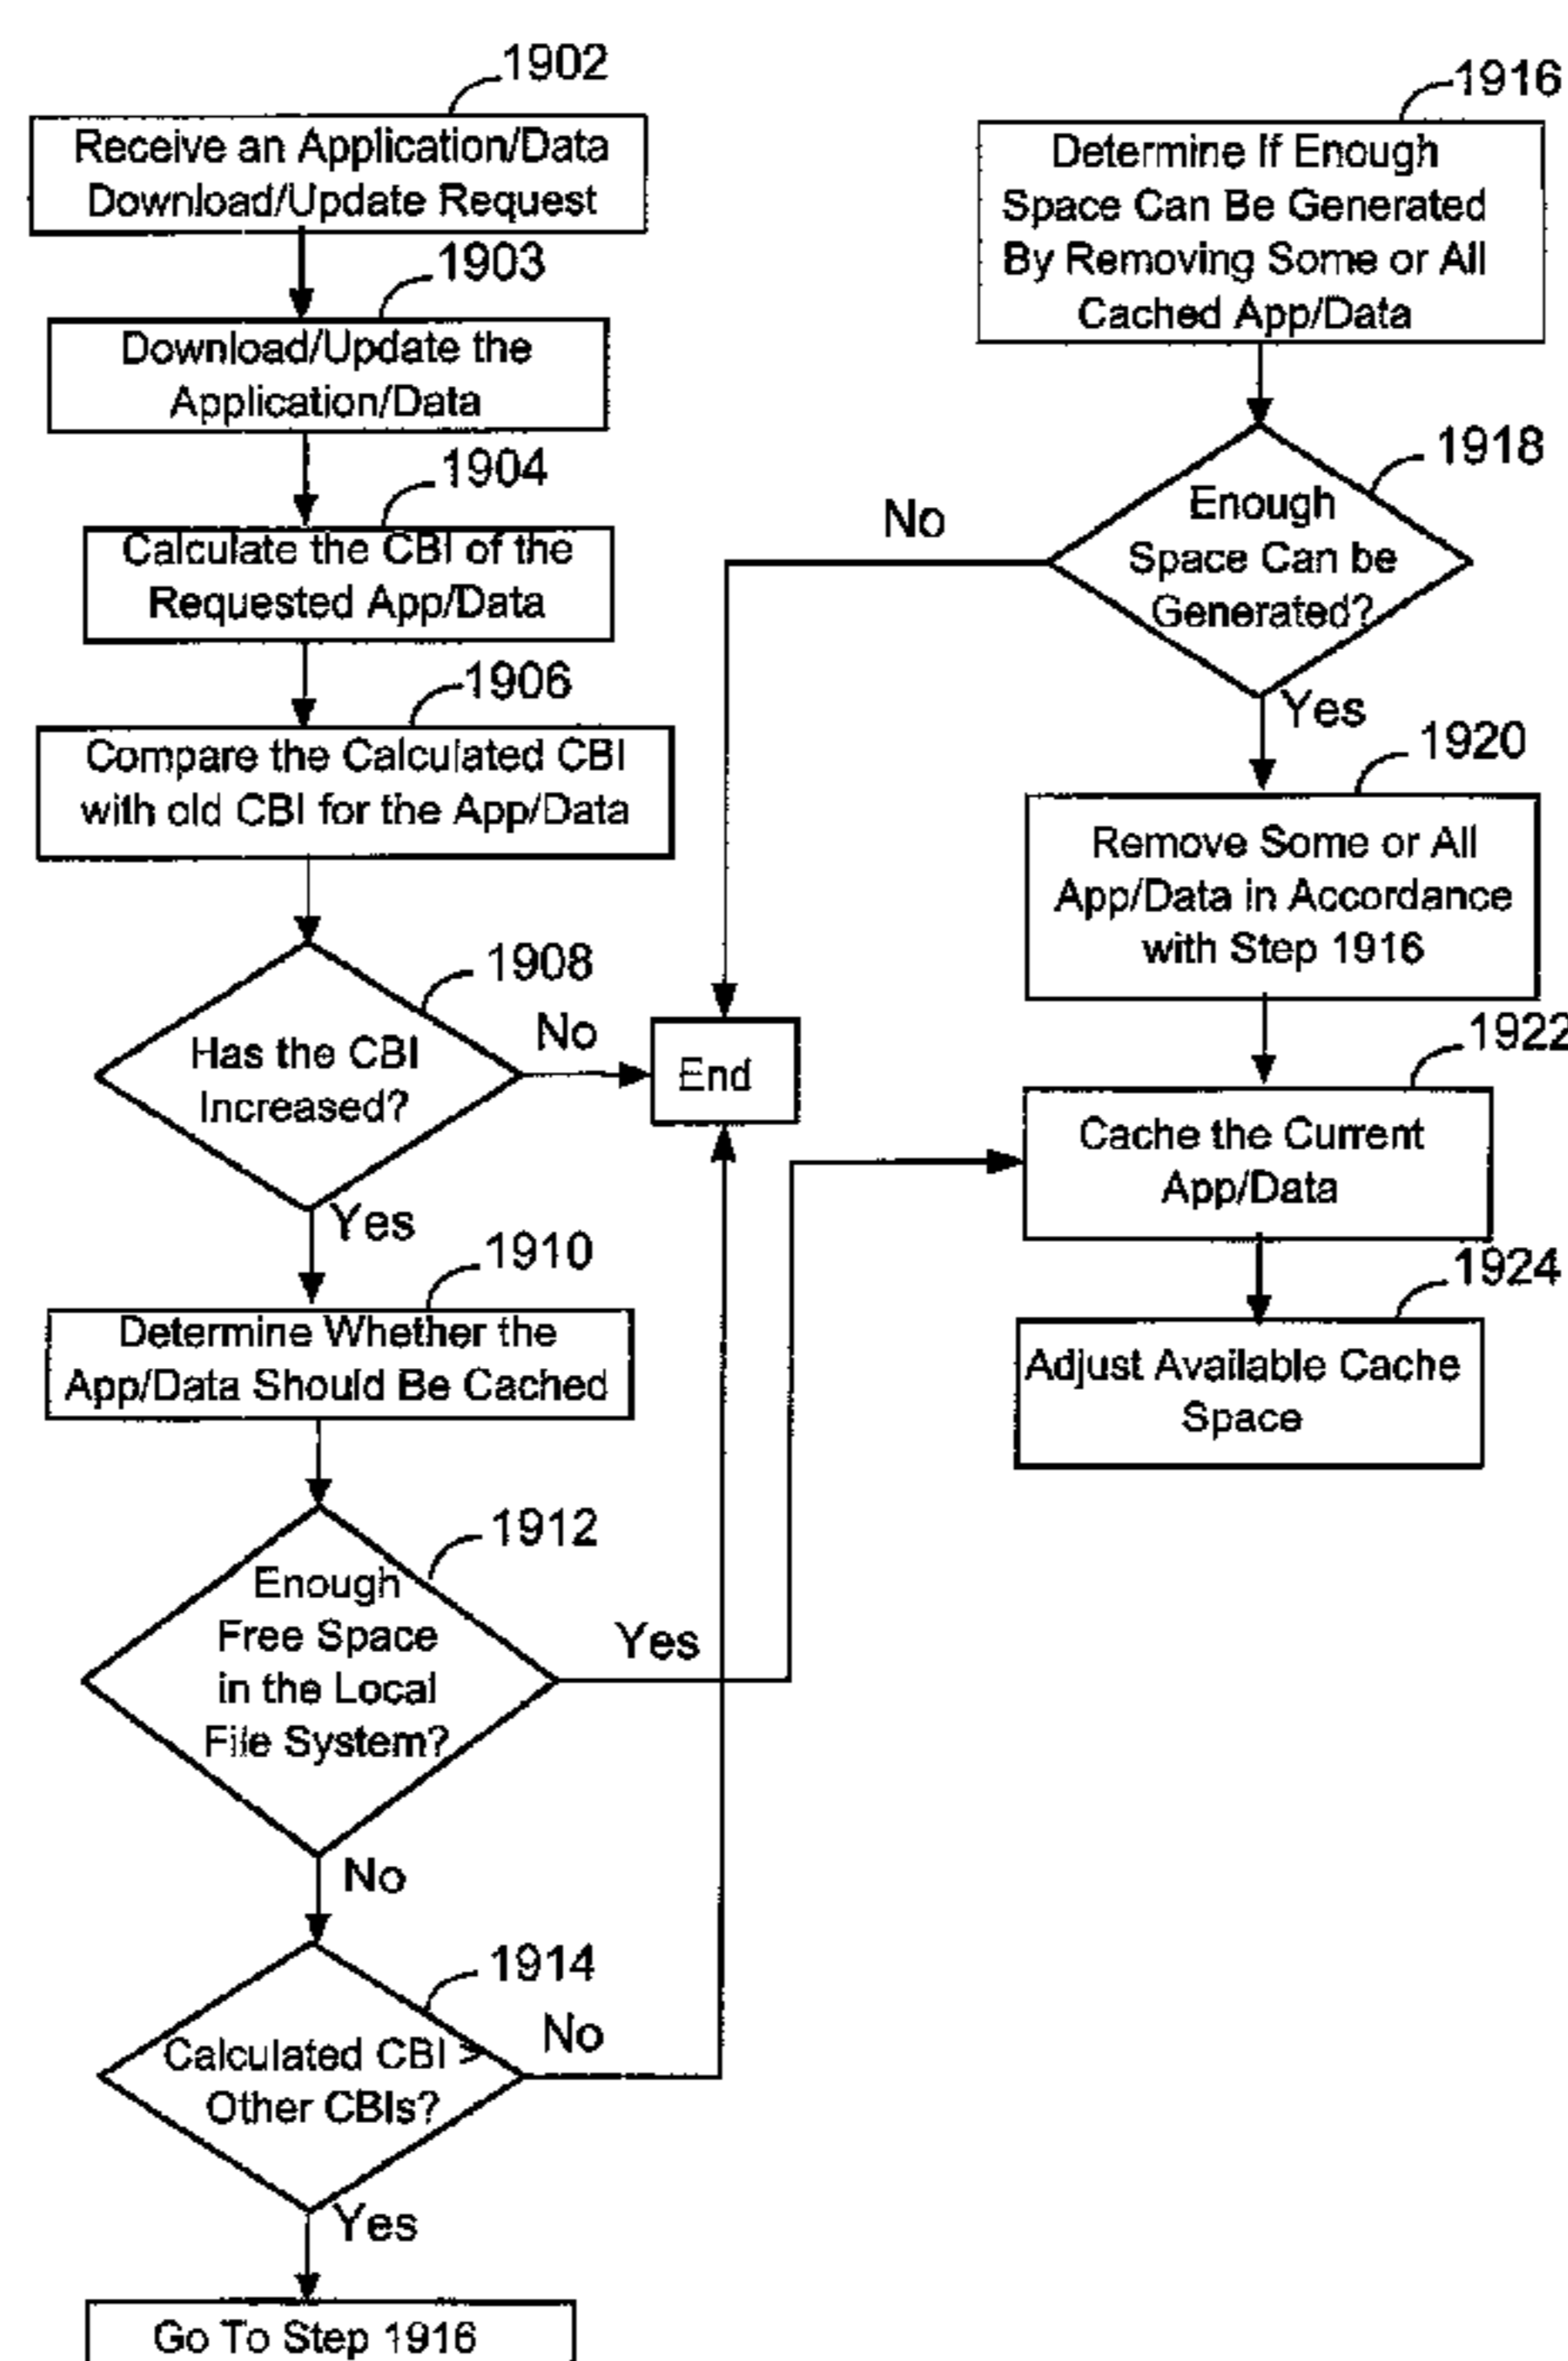 1902
Receive an Application/Data
Download/Update Request
1903
Download/Update the
Application/Data
1904
Calculate the CBI of the
Requested App/Data
1906
Compare the Calculated CBI
with old CBI for the App/Data
1908
Has the CBI
Increased?
No
End
Yes
1910
Determine Whether the
App/Data Should Be Cached
1912
Enough
Free Space
in the Local
File System?
Yes
No
1914
Calculated CBI >
Other CBIs?
No
Yes
Go To Step 1916
1916
Determine If Enough
Space Can Be Generated
By Removing Some or All
Cached App/Data
1918
Enough
Space Can be
Generated?
No
Yes
1920
Remove Some or All
App/Data in Accordance
with Step 1916
1922
Cache the Current
App/Data
1924
Adjust Available Cache
Space